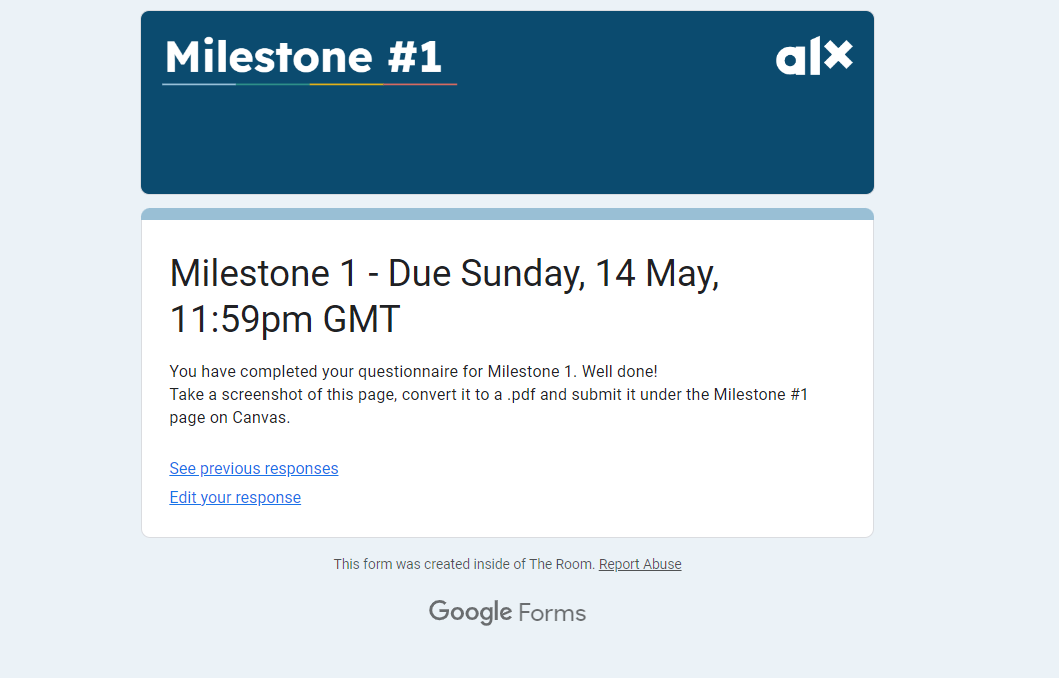 Milestone #1
alx
Milestone 1 - Due Sunday, 14 May,
11:59pm GMT
You have completed your questionnaire for Milestone 1. Well done!
Take a screenshot of this page, convert it to a .pdf and submit it under the Milestone #1
page on Canvas.
See previous responses
Edit your response
This form was created inside of The Room. Report Abuse
Google Forms